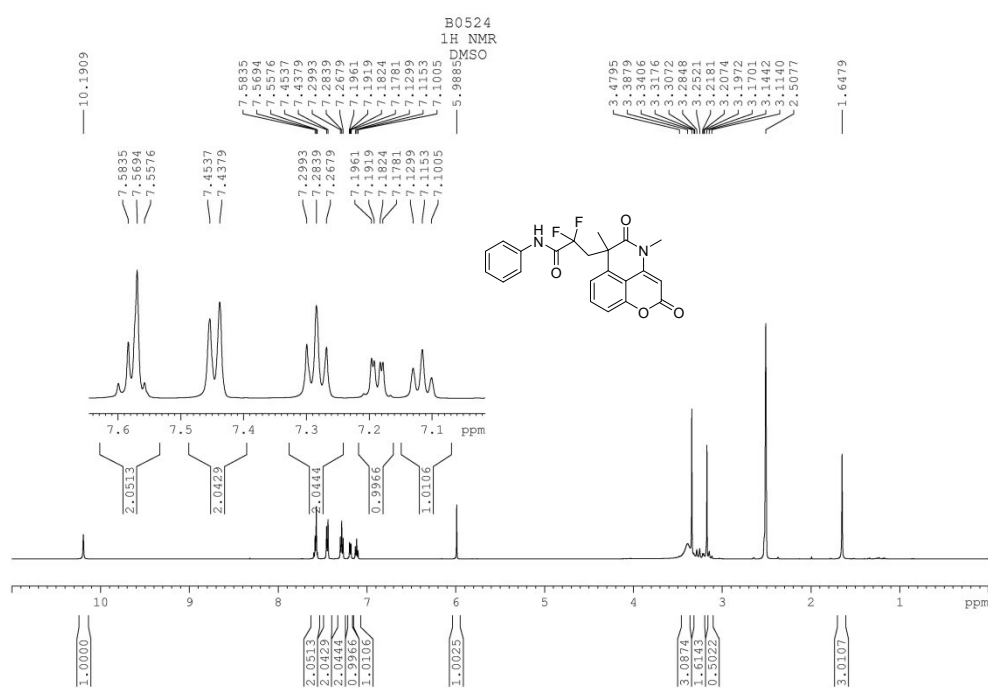 B0524
1H NMR
DMSO
10.1909
7.5835
7.5694
7.5576
7.4537
7.4379
7.2993
7.2839
7.2679
7.1961
7.1919
7.1824
7.1781
7.1299
7.1153
7.1005
5.9885
3.4795
3.3879
3.3406
3.3176
3.3072
3.2848
3.2521
3.2181
3.2074
3.1972
3.1701
3.1442
3.1140
2.5077
1.6479
7.5835
7.5694
7.5576
7.4537
7.4379
7.2993
7.2839
7.2679
7.1961
7.1919
7.1824
7.1781
7.1299
7.1153
7.1005
H
N
O
F
F
O
N
O
O
7.6 7.5 7.4 7.3 7.2 7.1 ppm
2.0513 2.0429 2.0444 0.9966 1.0106
10 9 8 7 6 5 4 3 2 1 ppm
1.0000 2.0513 2.0429 2.0444 0.9966 1.0106 1.0025 3.0874 1.6143 0.5022 3.0107